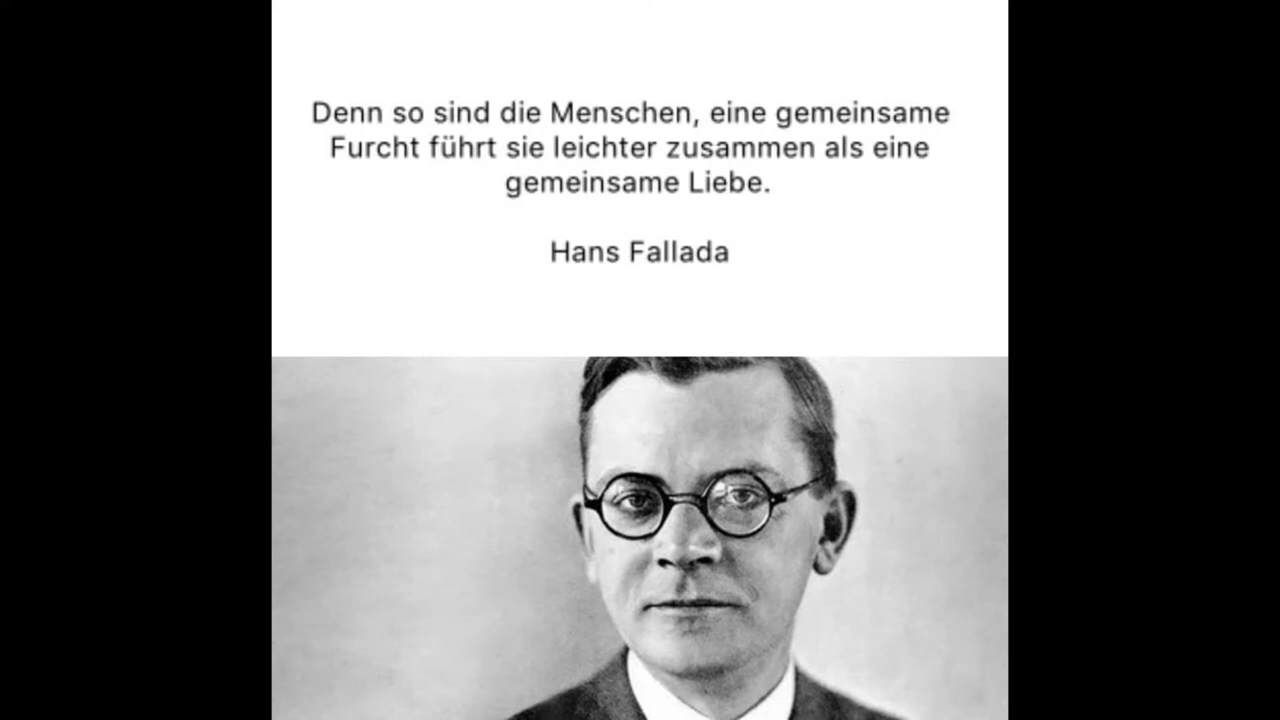 Denn so sind die Menschen, eine gemeinsame
Furcht führt sie leichter zusammen als eine
gemeinsame Liebe.
Hans Fallada